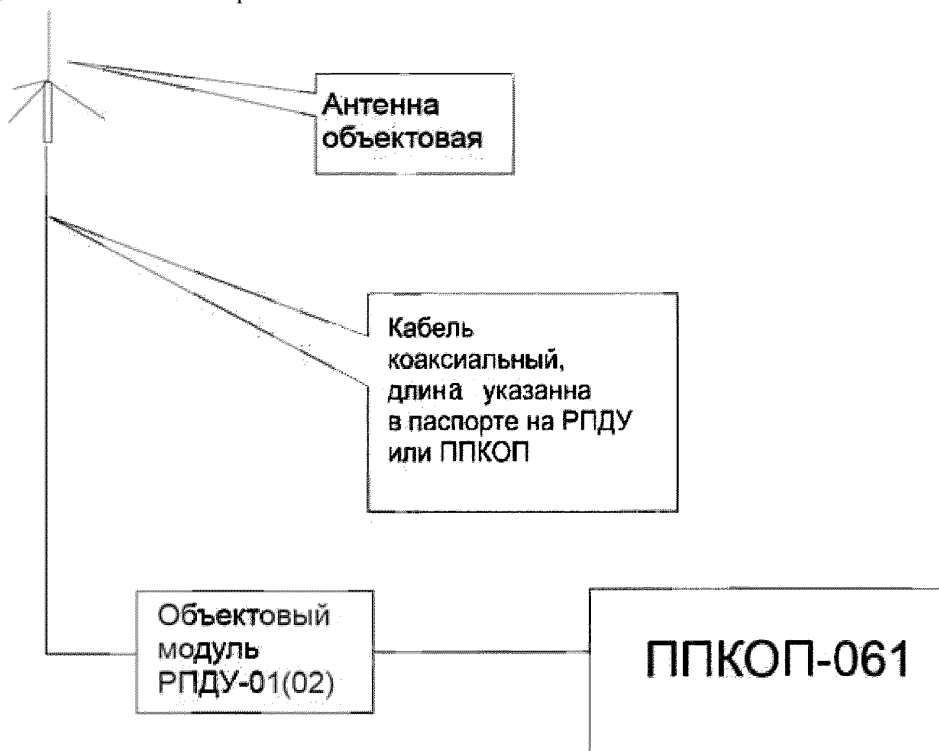 Антенна
объектовая
Кабель
коаксиальный,
длина указанна
в паспорте на РПДУ
или ППКОП
Объектовый
модуль
РПДУ-01(02)
ППКОП-061